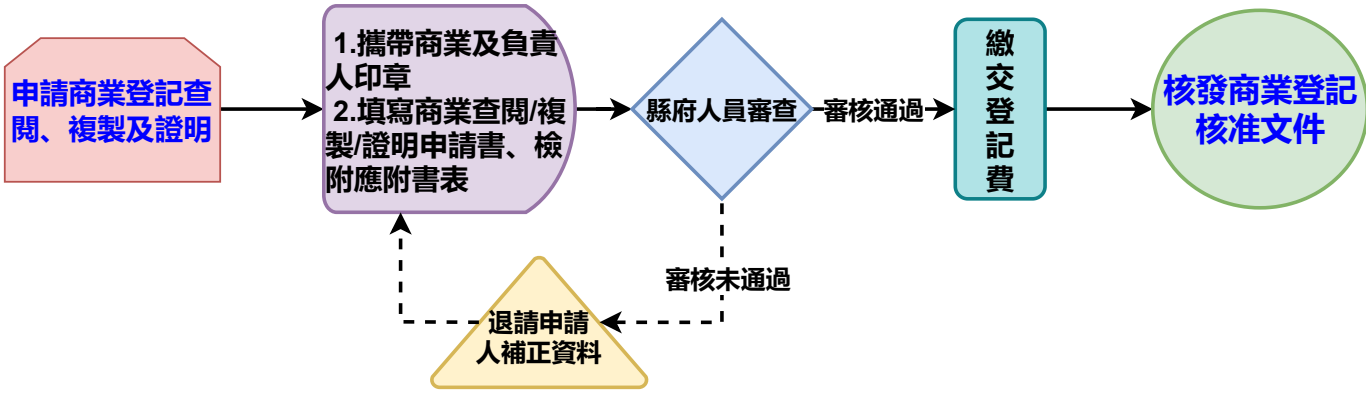 申請商業登記查
閱、複製及證明
1.攜帶商業及負責
人印章
2.填寫商業查閱/複
製/證明申請書、檢
附應附書表
縣府人員審查
審核通過
繳
交
登
記
費
核發商業登記
核准文件
審核未通過
退請申請
人補正資料